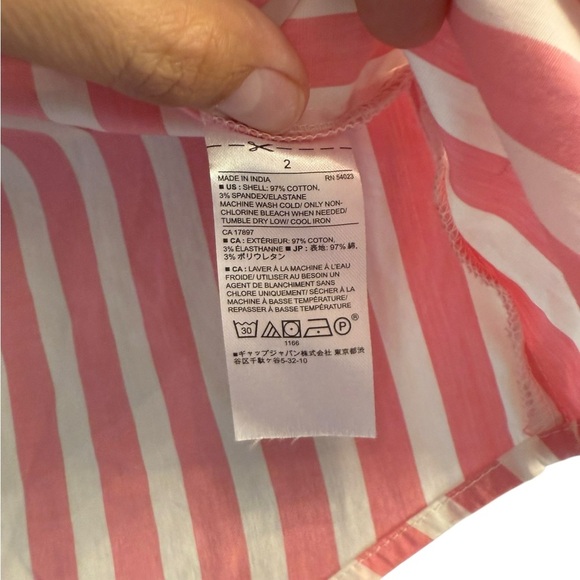 2
MADE IN INDIA RN 54023
■ US : SHELL: 97% COTTON,
3% SPANDEX/ELASTANE
MACHINE WASH COLD/ ONLY NON-
CHLORINE BLEACH WHEN NEEDED/
TUMBLE DRY LOW/ COOL IRON
CA 17897
■ CA : EXTÉRIEUR: 97% COTON,
3% ÉLASTHANNE ■ JP : 表地: 97% 綿,
3% ポリウレタン
■ CA : LAVER À LA MACHINE À L'EAU
FROIDE/ UTILISER AU BESOIN UN
AGENT DE BLANCHIMENT SANS
CHLORE UNIQUEMENT/ SÉCHER À LA
MACHINE À BASSE TEMPÉRATURE/
REPASSER À BASSE TEMPÉRATURE
30 P ®
1106
■ギャップジャパン株式会社 東京都渋
谷区千駄ヶ谷5-32-10